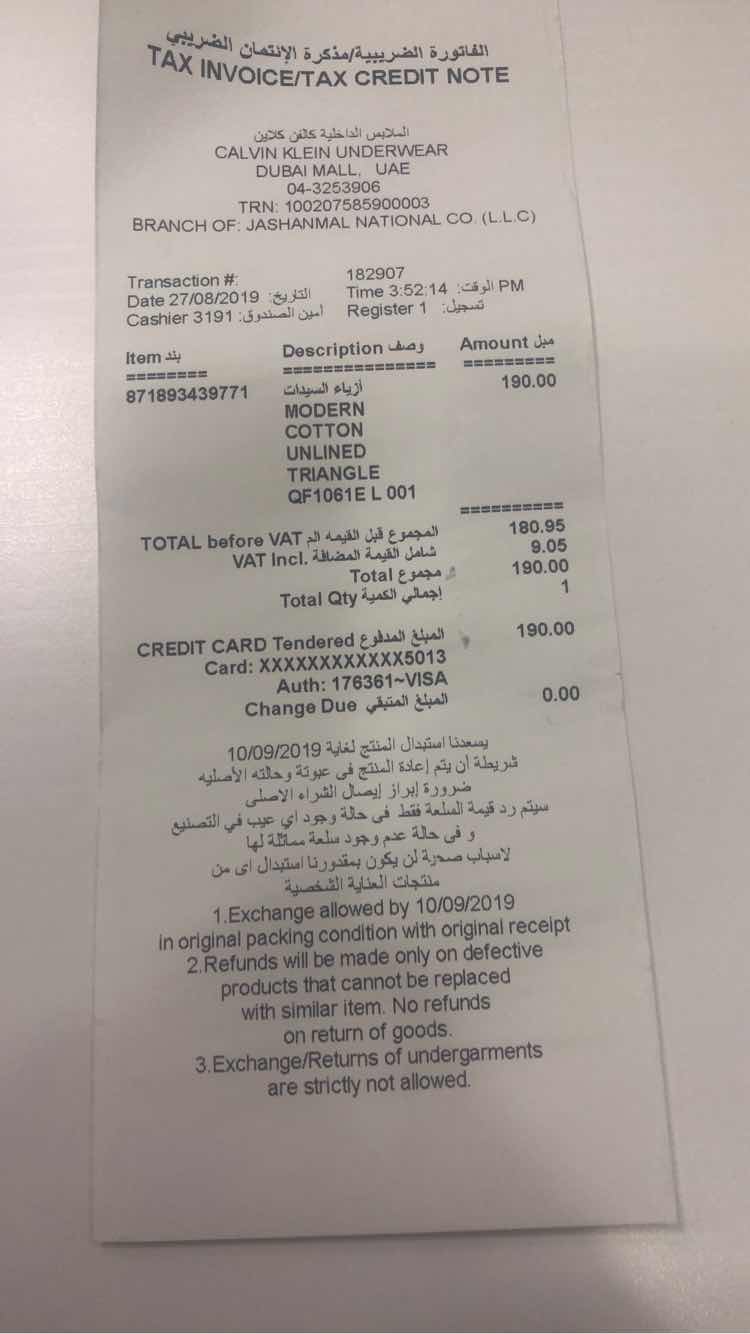 الفاتورة الضريبية/مذكرة الإئتمان الضريبي
TAX INVOICE/TAX CREDIT NOTE
الملابس الداخلية كالفن كلاين
CALVIN KLEIN UNDERWEAR
DUBAI MALL, UAE
04-3253906
TRN: 100207585900003
BRANCH OF: JASHANMAL NATIONAL CO. (L.L.C)
Transaction #: 182907
Date 27/08/2019 التاريخ: Time 3:52:14 الوقت: PM
Cashier 3191 أمين الصندوق: Register 1 تسجيل:
Item بند Description وصف Amount مبل
======== =============== =========
871893439771 أزياء السيدات 190.00
MODERN
COTTON
UNLINED
TRIANGLE
QF1061E L 001
==========
TOTAL before VAT المجموع قبل القيمه الم 180.95
VAT Incl. شامل القيمة المضافة 9.05
Total مجموع 190.00
Total Qty إجمالي الكمية 1
CREDIT CARD Tendered المبلغ المدفوع 190.00
Card: XXXXXXXXXXXX5013
Auth: 176361~VISA
Change Due المبلغ المتبقي 0.00
يسعدنا استبدال المنتج لغاية 10/09/2019
شريطة أن يتم إعادة المنتج فى عبوتة وحالته الأصليه
ضرورة إبراز إيصال الشراء الاصلى
سيتم رد قيمة السلعة فقط فى حالة وجود اي عيب في التصنيع
و فى حالة عدم وجود سلعة مماثلة لها
لاسباب صحية لن يكون بمقدورنا استبدال اى من
منتجات العناية الشخصية
1.Exchange allowed by 10/09/2019
in original packing condition with original receipt
2.Refunds will be made only on defective
products that cannot be replaced
with similar item. No refunds
on return of goods.
3.Exchange/Returns of undergarments
are strictly not allowed.